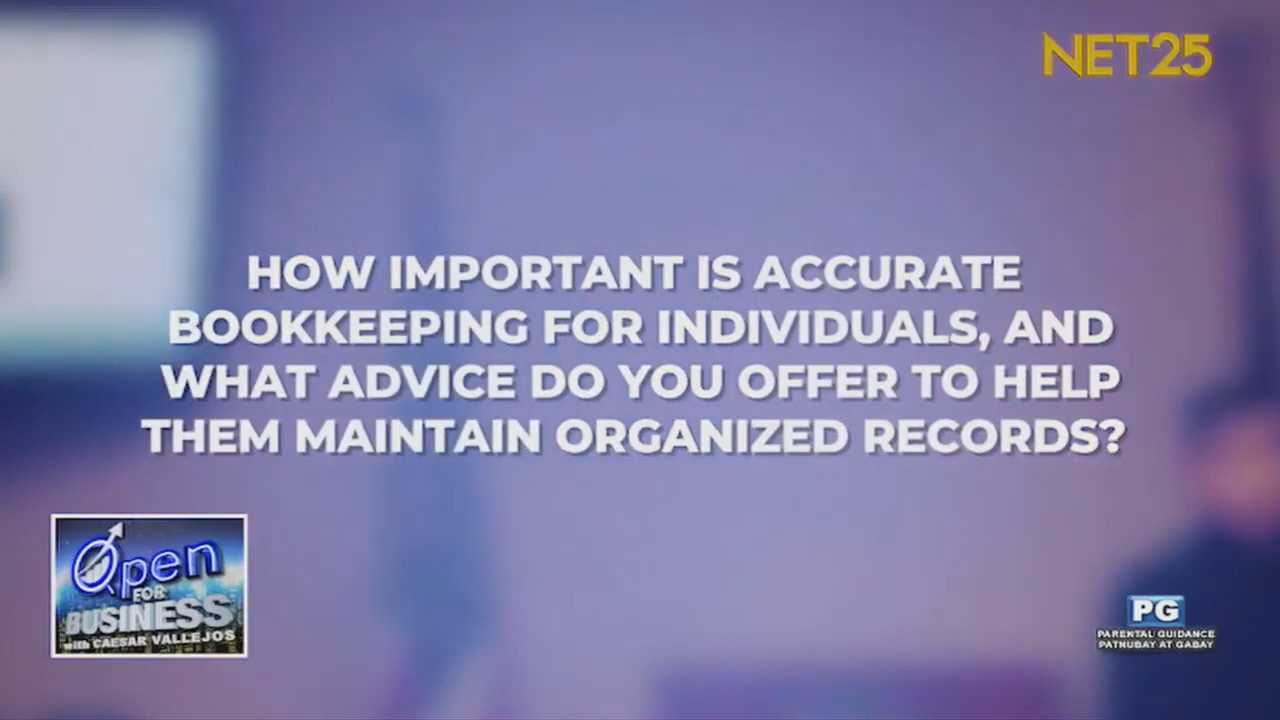 NET25
HOW IMPORTANT IS ACCURATE
BOOKKEEPING FOR INDIVIDUALS, AND
WHAT ADVICE DO YOU OFFER TO HELP
THEM MAINTAIN ORGANIZED RECORDS?
Open
FOR
BUSINESS
with CAESAR VALLEJOS
PG
PARENTAL GUIDANCE
PATNUBAY AT GABAY